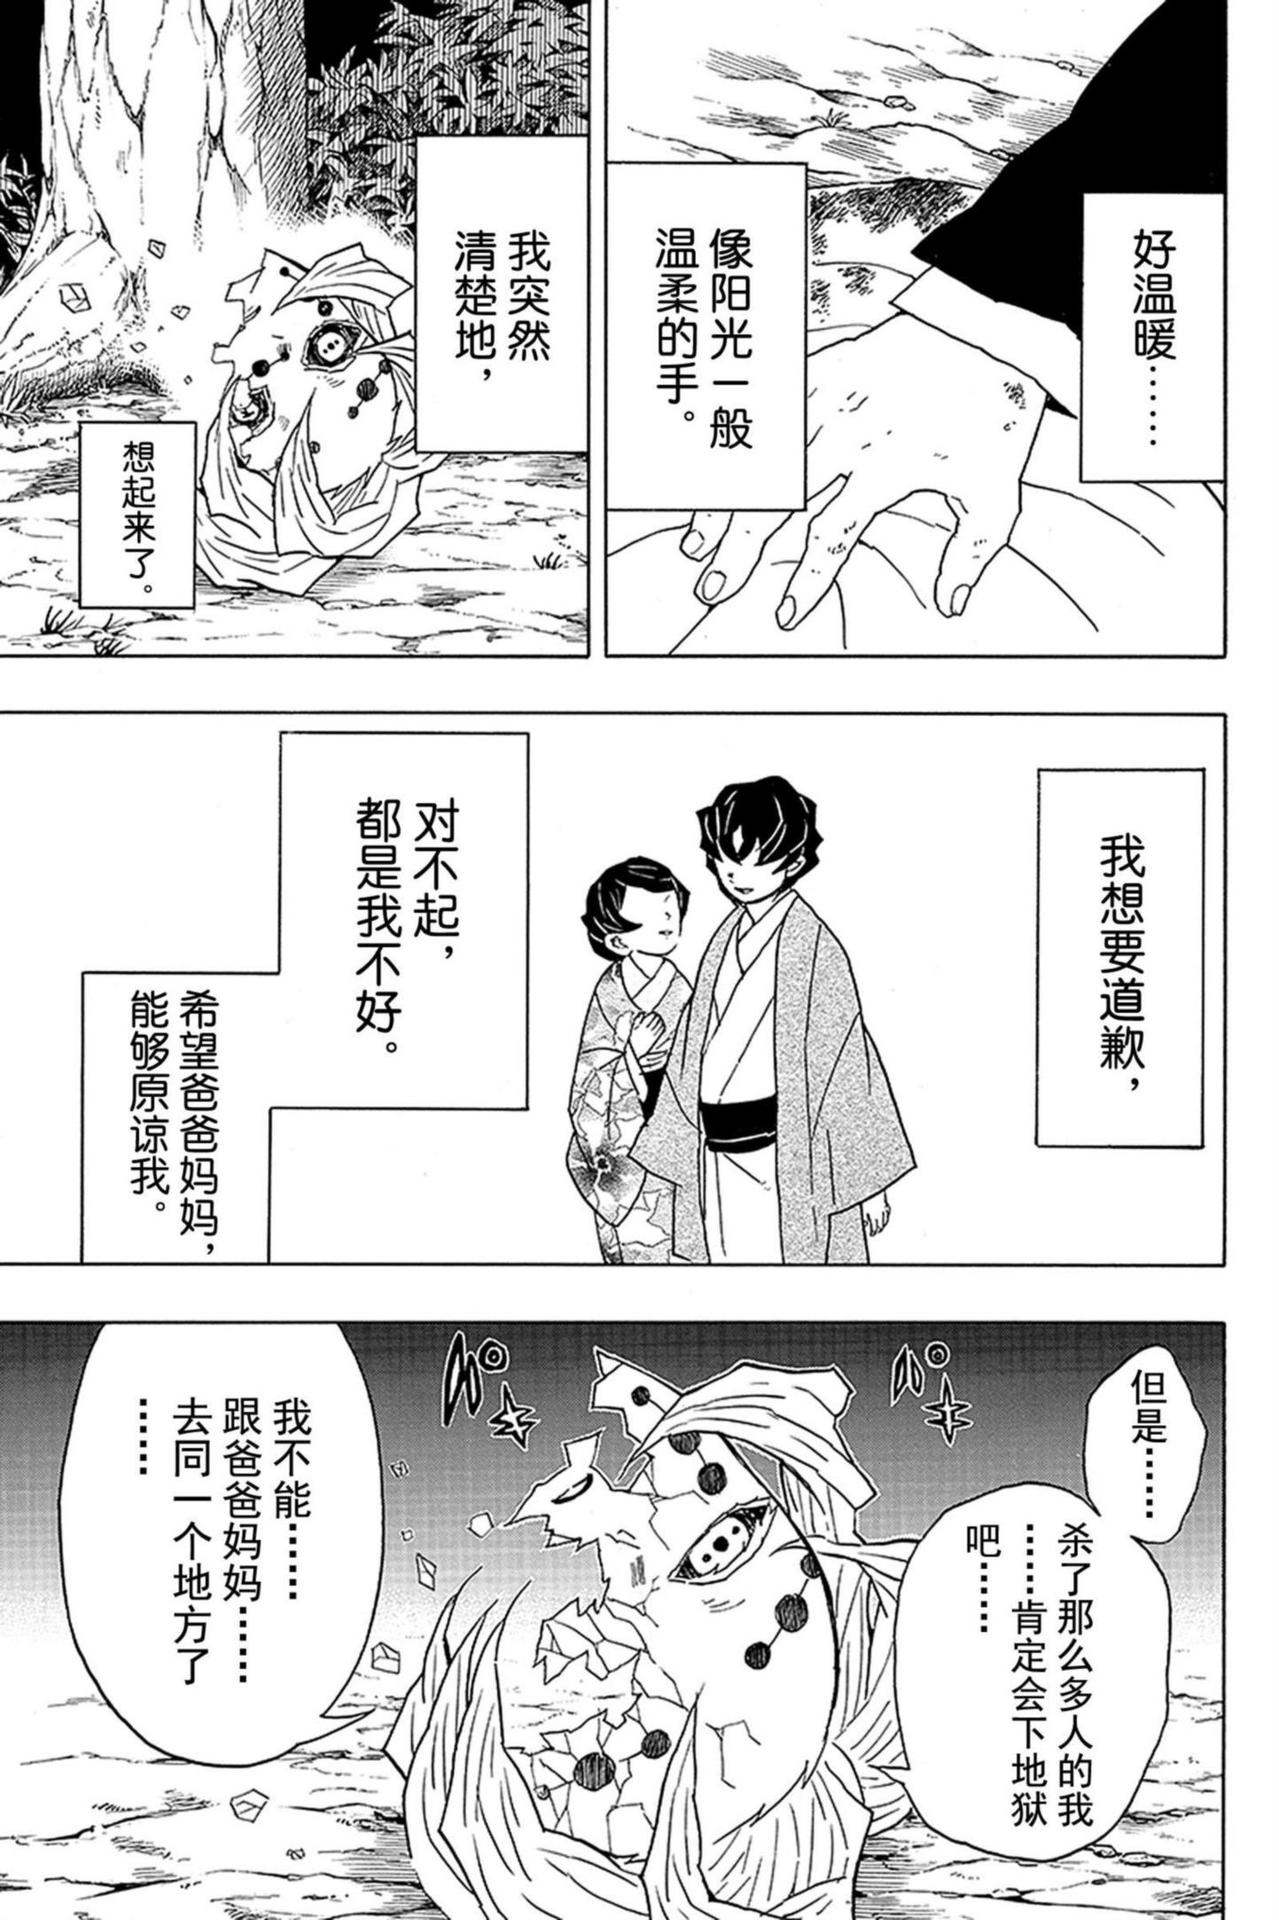 好温暖……
像阳光一般
温柔的手。
我突然
清楚地，
想起来了。
我想要道歉，
对不起，
都是我不好。
希望爸爸妈妈，
能够原谅我。
但是……
杀了那么多人的我
……肯定会下地狱
吧……
我不能……
跟爸爸妈妈……
去同一个地方了
……